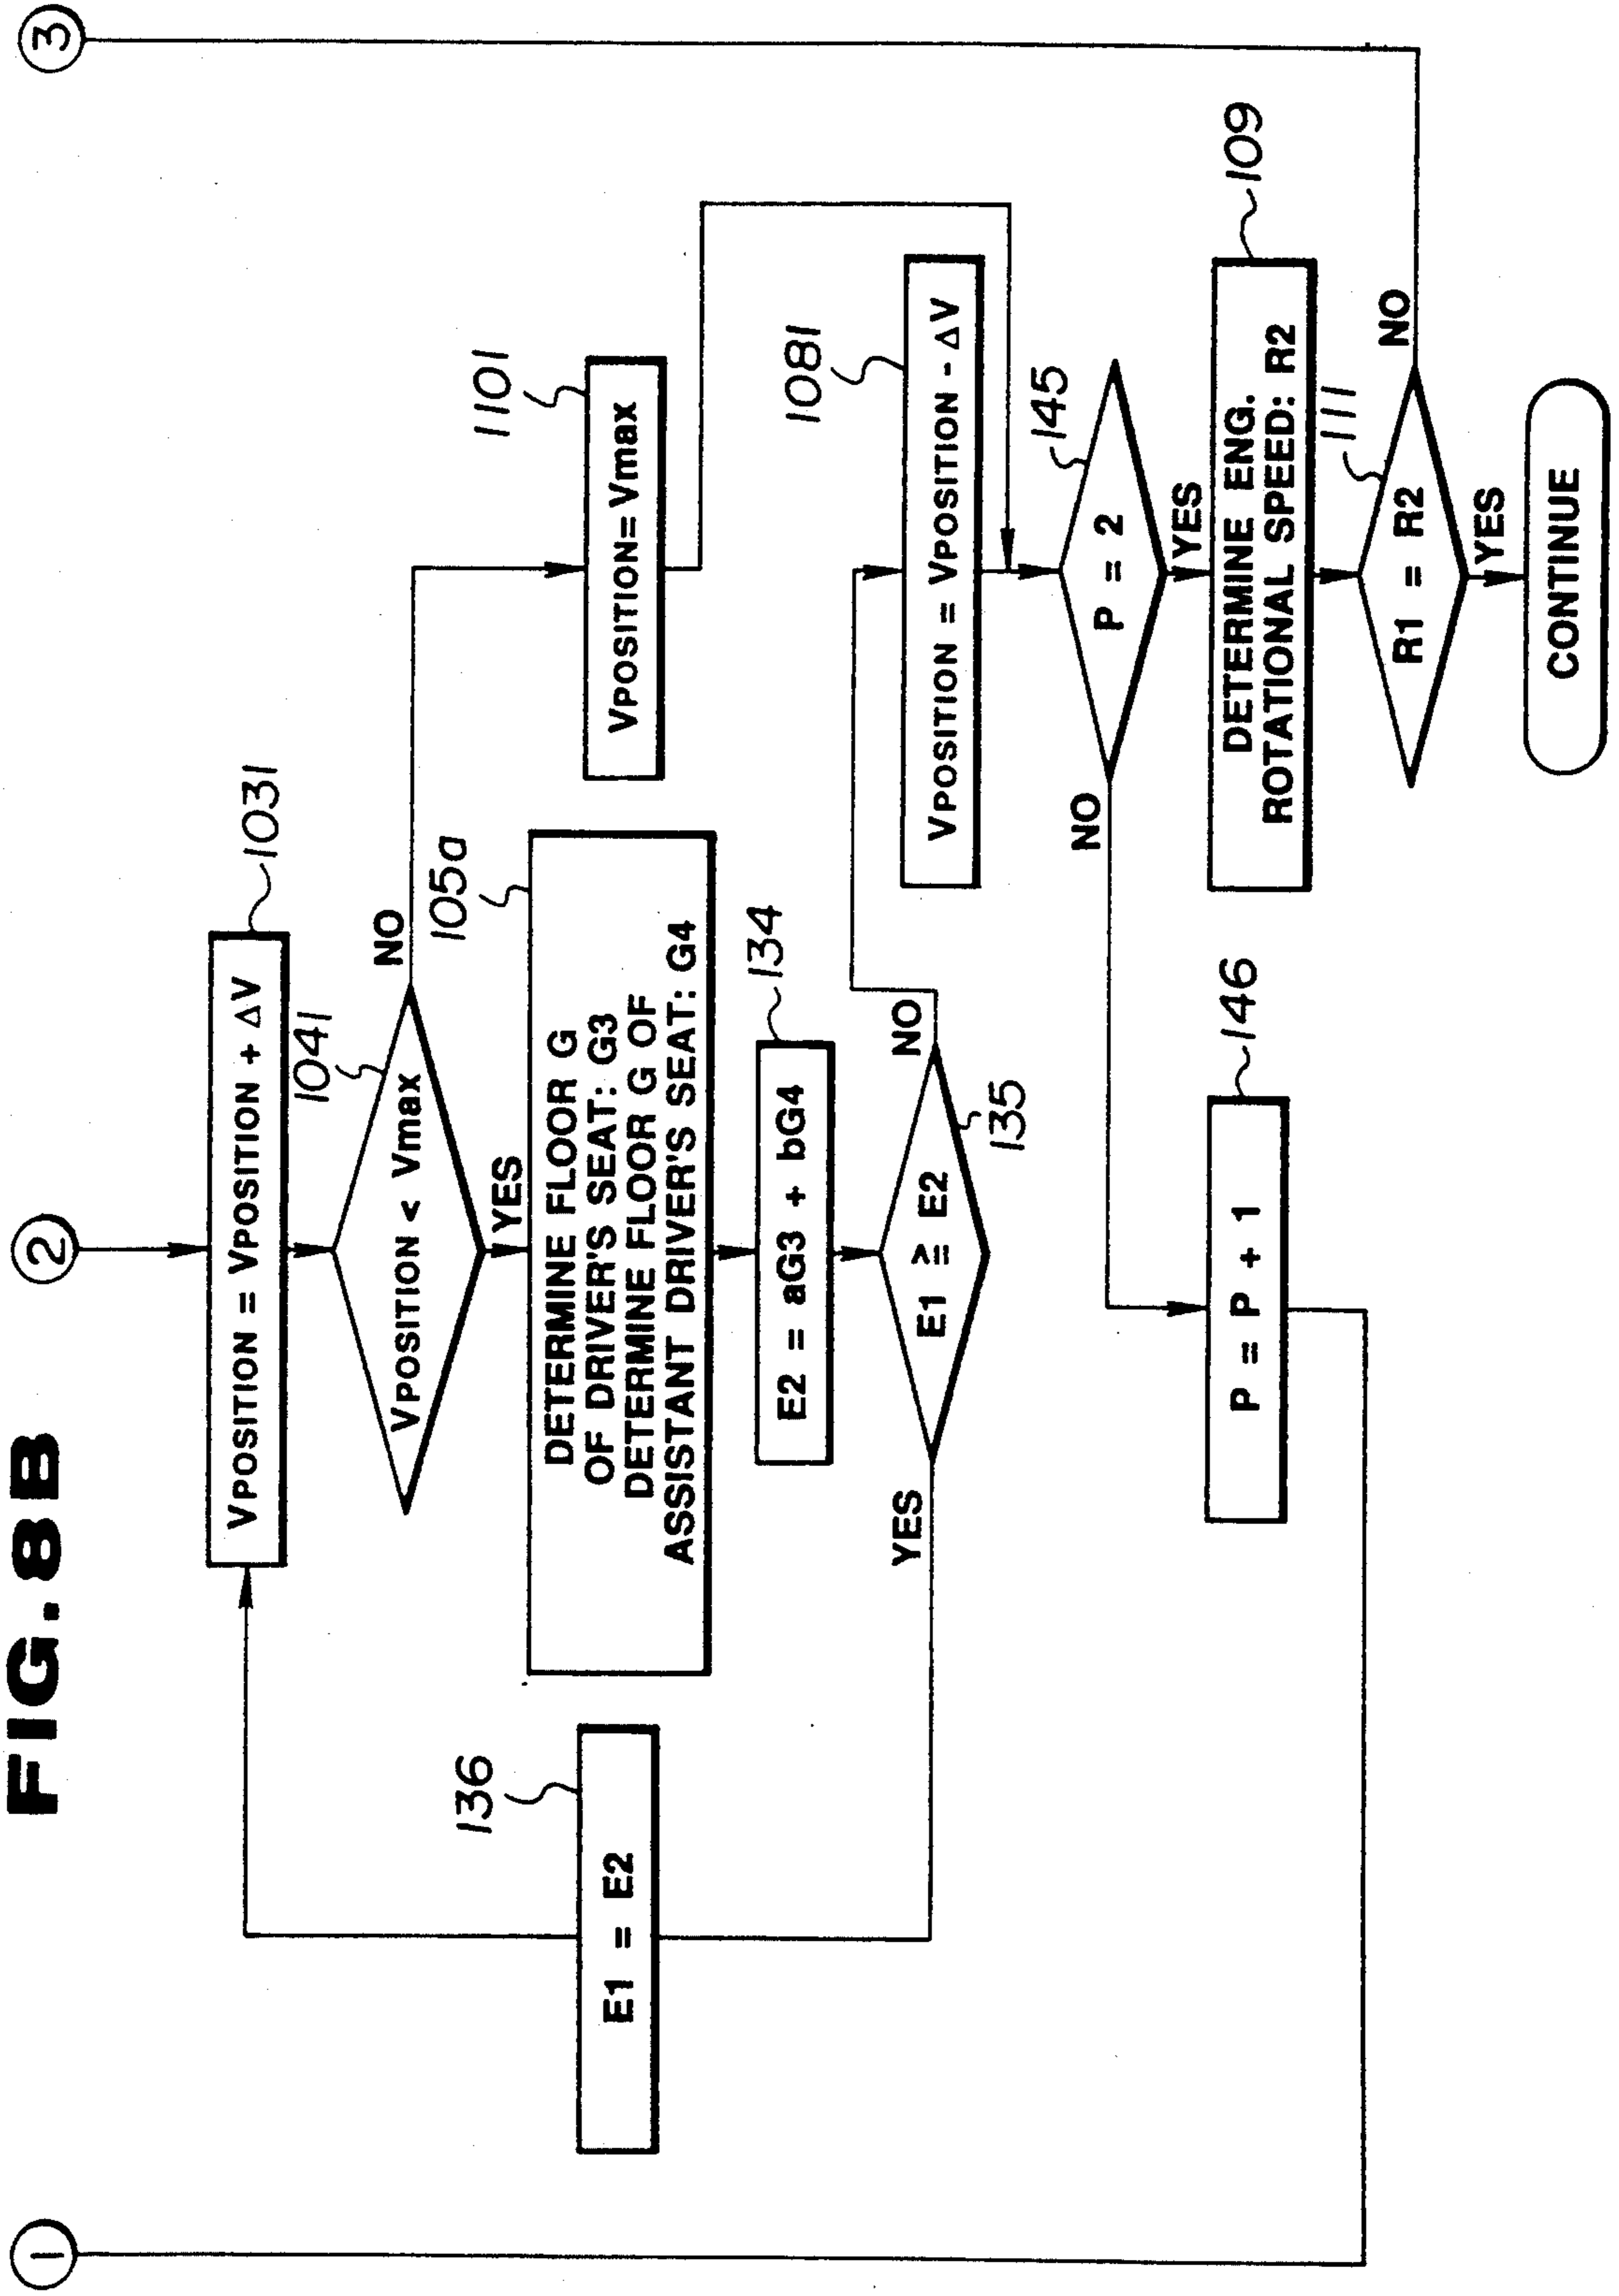 FIG. 8B
1
2
3
VPOSITION = VPOSITION + ΔV
1031
1041
VPOSITION < Vmax
NO
YES
105a
DETERMINE FLOOR G
OF DRIVER'S SEAT: G3
DETERMINE FLOOR G OF
ASSISTANT DRIVER'S SEAT: G4
1101
VPOSITION = Vmax
136
E1 = E2
134
E2 = aG3 + bG4
E1 >= E2
135
YES
NO
1081
VPOSITION = VPOSITION - ΔV
145
P = 2
NO
YES
146
P = P + 1
109
DETERMINE ENG.
ROTATIONAL SPEED: R2
111
R1 = R2
NO
YES
CONTINUE